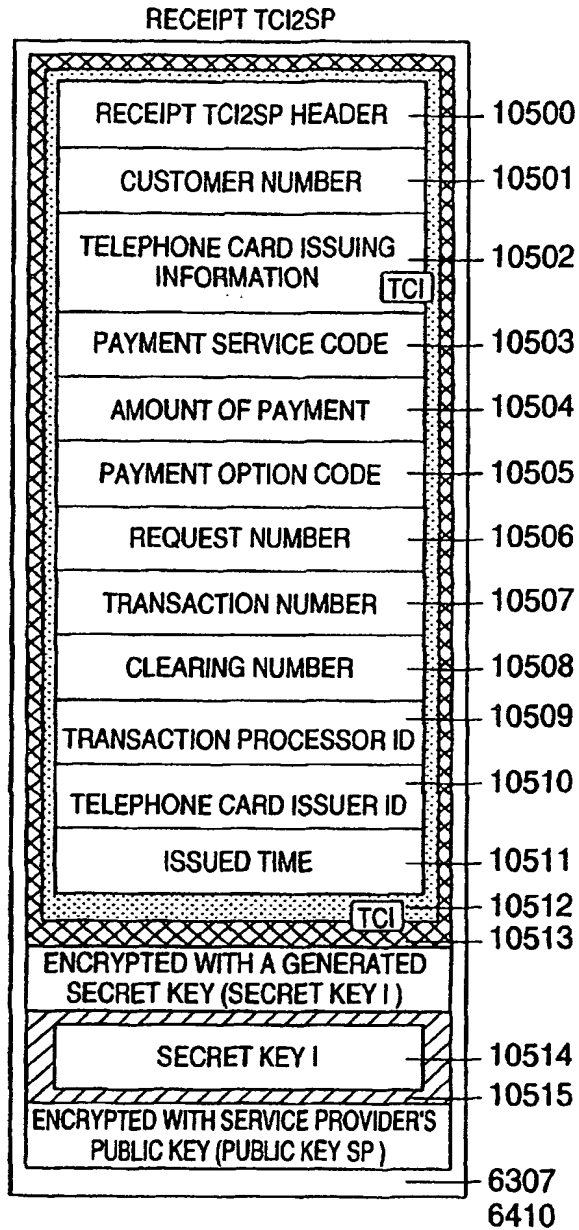 RECEIPT TCI2SP
RECEIPT TCI2SP HEADER 10500
CUSTOMER NUMBER 10501
TELEPHONE CARD ISSUING 10502
INFORMATION
TCI
PAYMENT SERVICE CODE 10503
AMOUNT OF PAYMENT 10504
PAYMENT OPTION CODE 10505
REQUEST NUMBER 10506
TRANSACTION NUMBER 10507
CLEARING NUMBER 10508
10509
TRANSACTION PROCESSOR ID
10510
TELEPHONE CARD ISSUER ID
ISSUED TIME 10511
10512
TCI
10513
ENCRYPTED WITH A GENERATED
SECRET KEY (SECRET KEY I)
SECRET KEY I 10514
10515
ENCRYPTED WITH SERVICE PROVIDER'S
PUBLIC KEY (PUBLIC KEY SP)
6307
6410